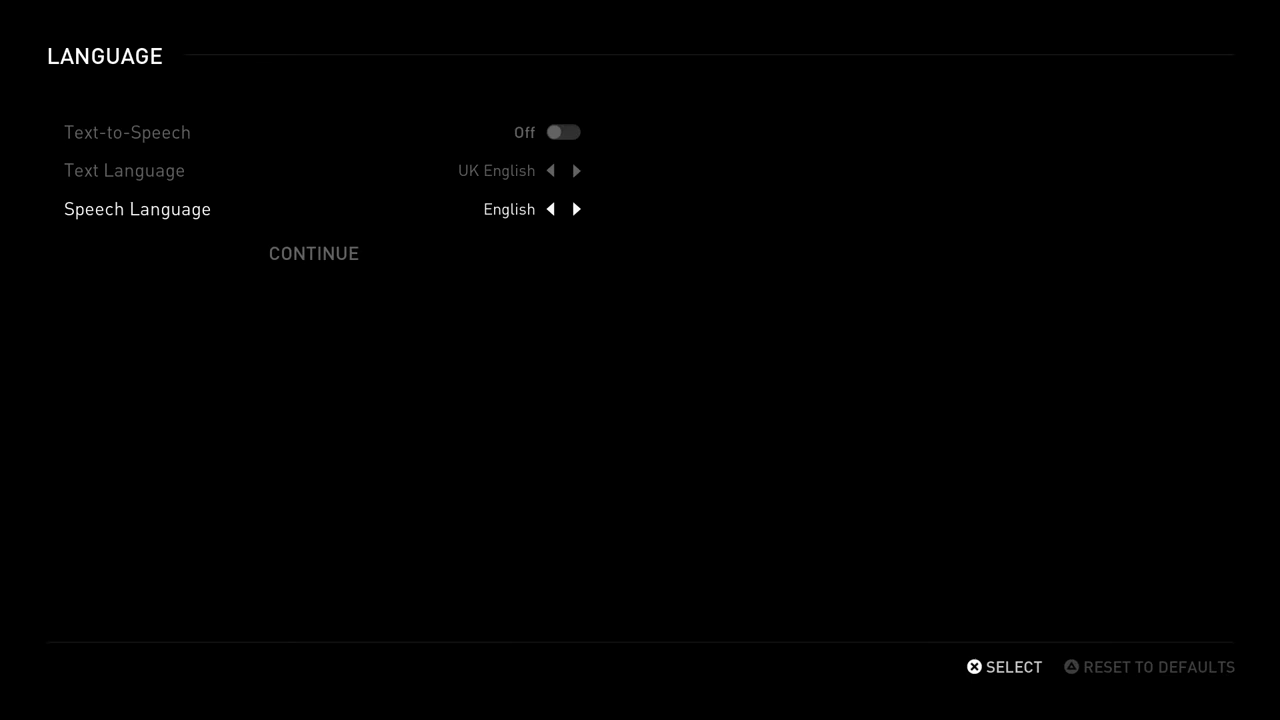 LANGUAGE
Text-to-Speech Off
Text Language UK English
Speech Language English
CONTINUE
SELECT RESET TO DEFAULTS